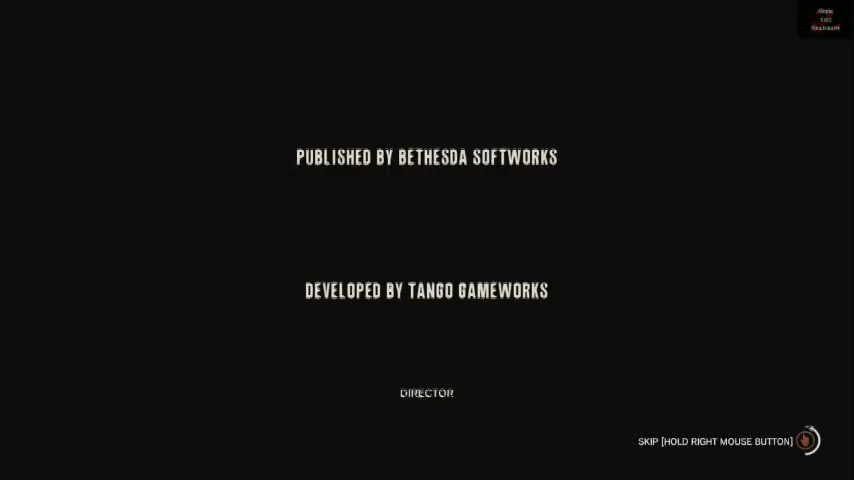 PUBLISHED BY BETHESDA SOFTWORKS
DEVELOPED BY TANGO GAMEWORKS
DIRECTOR
SKIP [HOLD RIGHT MOUSE BUTTON]